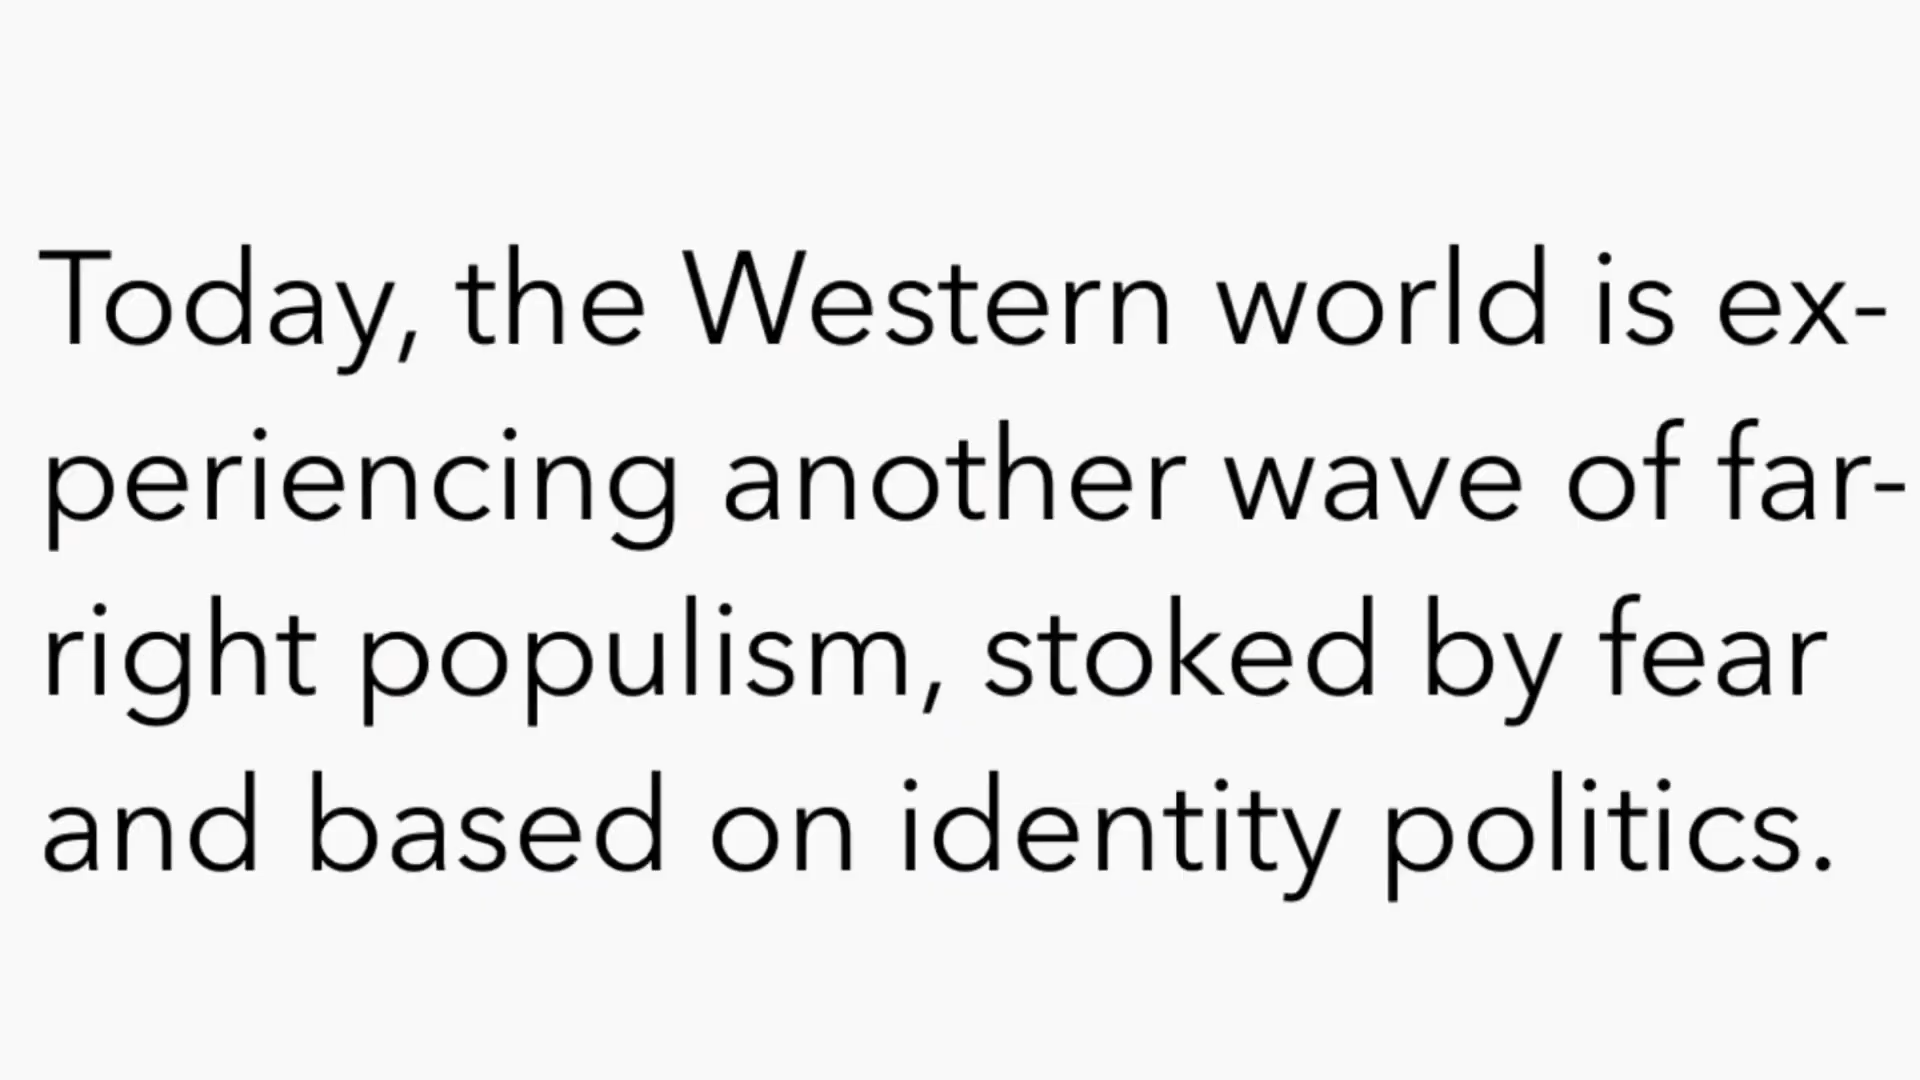 Today, the Western world is ex-
periencing another wave of far-
right populism, stoked by fear
and based on identity politics.